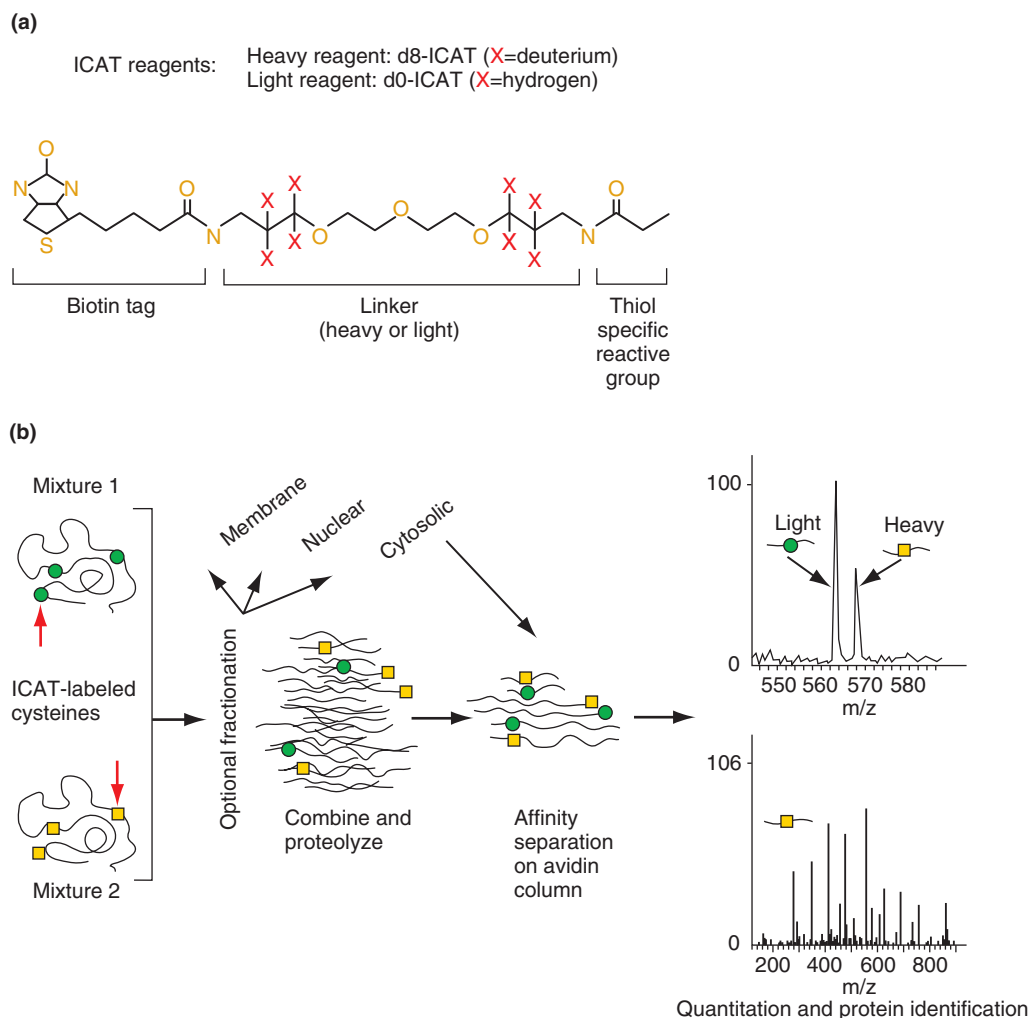 (a)
ICAT reagents:
Heavy reagent: d8-ICAT (X=deuterium)
Light reagent: d0-ICAT (X=hydrogen)
O
N N
S
O
N
X X
X X
O
O
O
X X
X X
N
O
Biotin tag
Linker
(heavy or light)
Thiol
specific
reactive
group
(b)
Mixture 1
ICAT-labeled
cysteines
Mixture 2
Optional fractionation
Membrane
Nuclear
Cytosolic
Combine and
proteolyze
Affinity
separation
on avidin
column
100
Light
Heavy
0
550 560 570 580
m/z
106
0
200 400 600 800
m/z
Quantitation and protein identification